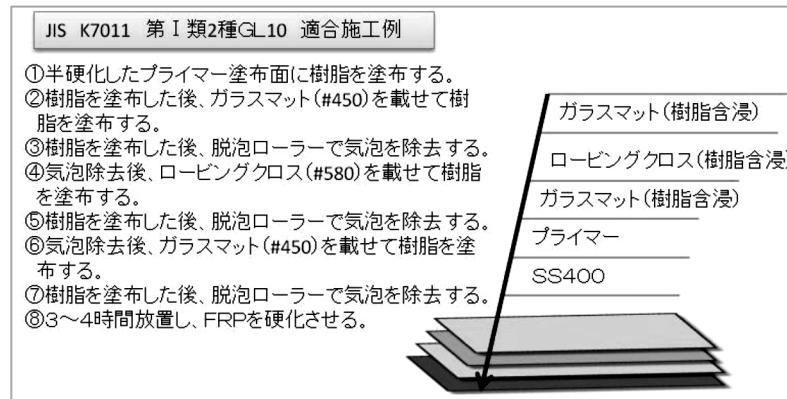 JIS K7011 第Ⅰ類2種GL10 適合施工例
①半硬化したプライマー塗布面に樹脂を塗布する。
②樹脂を塗布した後、ガラスマット(#450)を載せて樹
脂を塗布する。
③樹脂を塗布した後、脱泡ローラーで気泡を除去する。
④気泡除去後、ロービングクロス(#580)を載せて樹脂
を塗布する。
⑤樹脂を塗布した後、脱泡ローラーで気泡を除去する。
⑥気泡除去後、ガラスマット(#450)を載せて樹脂を塗
布する。
⑦樹脂を塗布した後、脱泡ローラーで気泡を除去する。
⑧3～4時間放置し、FRPを硬化させる。
ガラスマット(樹脂含浸)
ロービングクロス(樹脂含浸)
ガラスマット(樹脂含浸)
プライマー
SS400